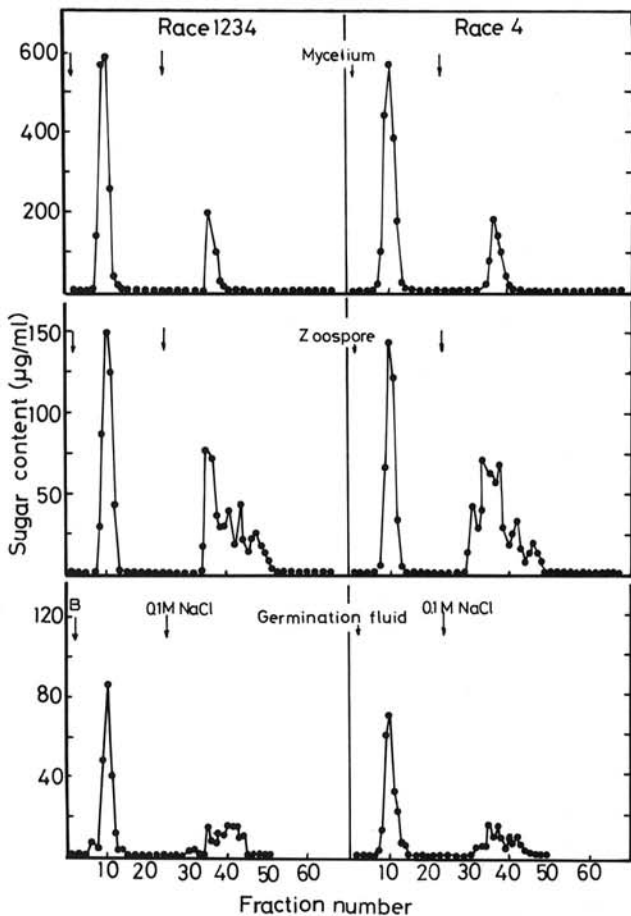 Race 1234 Race 4
600
Mycelium
400
200
150
Zoospore
100
50
Sugar content (µg/ml)
120
B 0.1M NaCl Germination fluid 0.1M NaCl
80
40
10 20 30 40 50 60 10 20 30 40 50 60
Fraction number